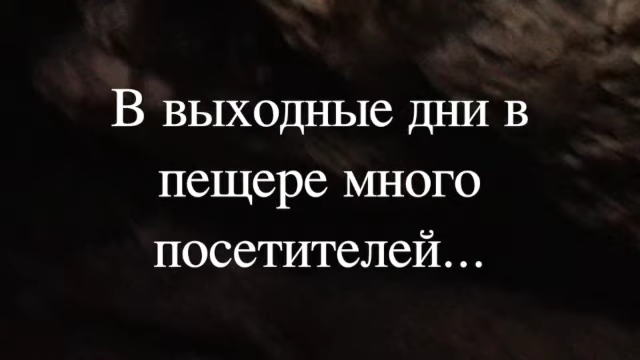 В выходные дни в
пещере много
посетителей...